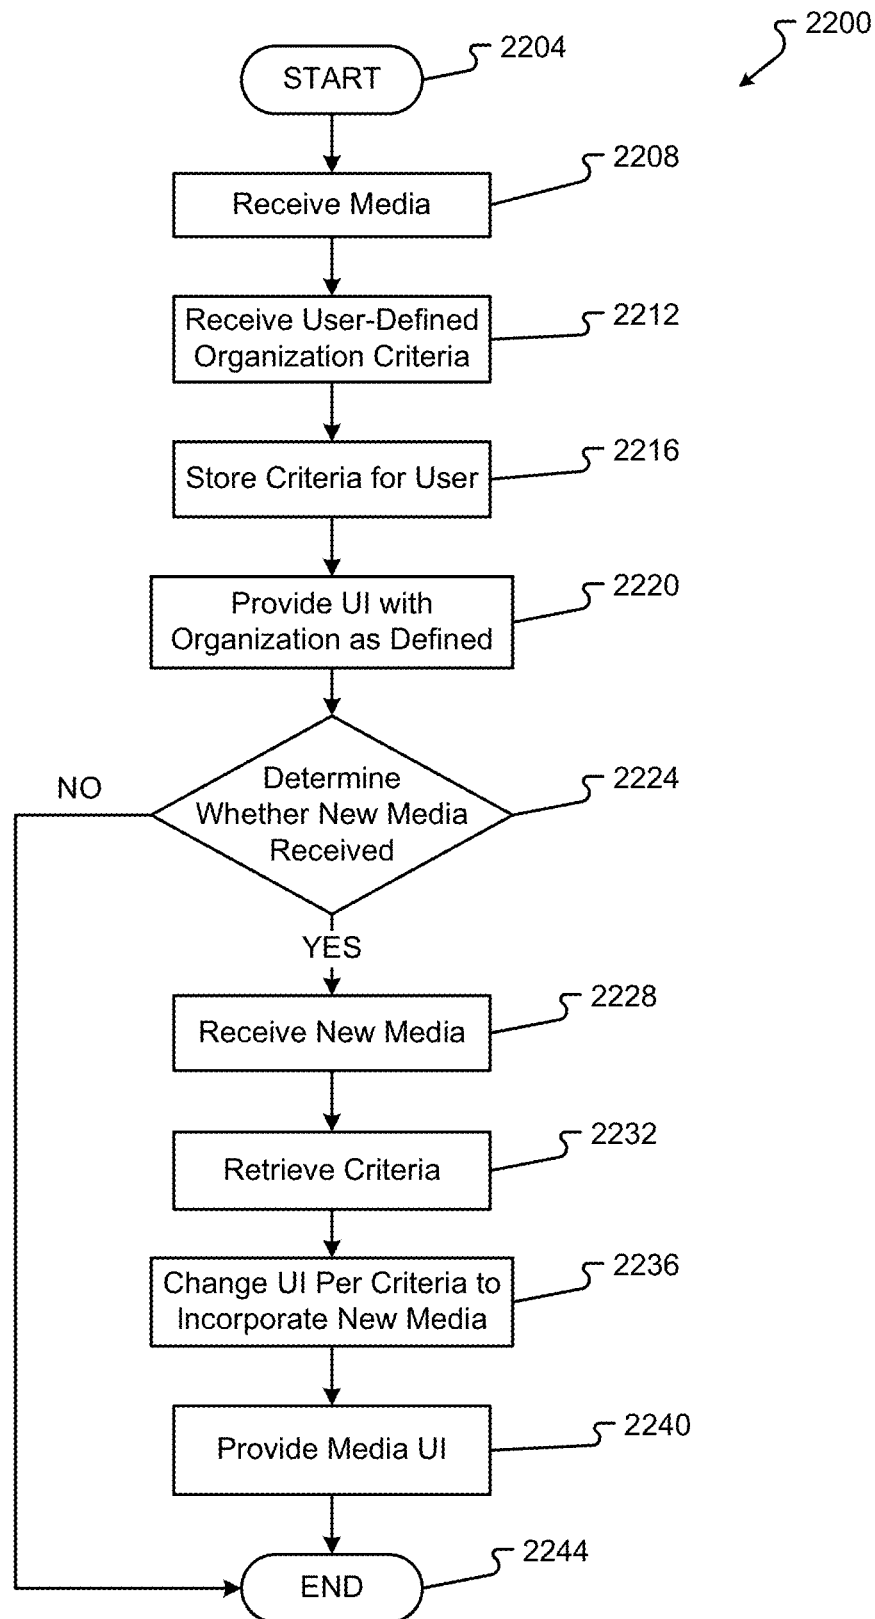 2200
START
2204
Receive Media
2208
Receive User-Defined
Organization Criteria
2212
Store Criteria for User
2216
Provide UI with
Organization as Defined
2220
Determine
Whether New Media
Received
2224
NO
YES
Receive New Media
2228
Retrieve Criteria
2232
Change UI Per Criteria to
Incorporate New Media
2236
Provide Media UI
2240
END
2244